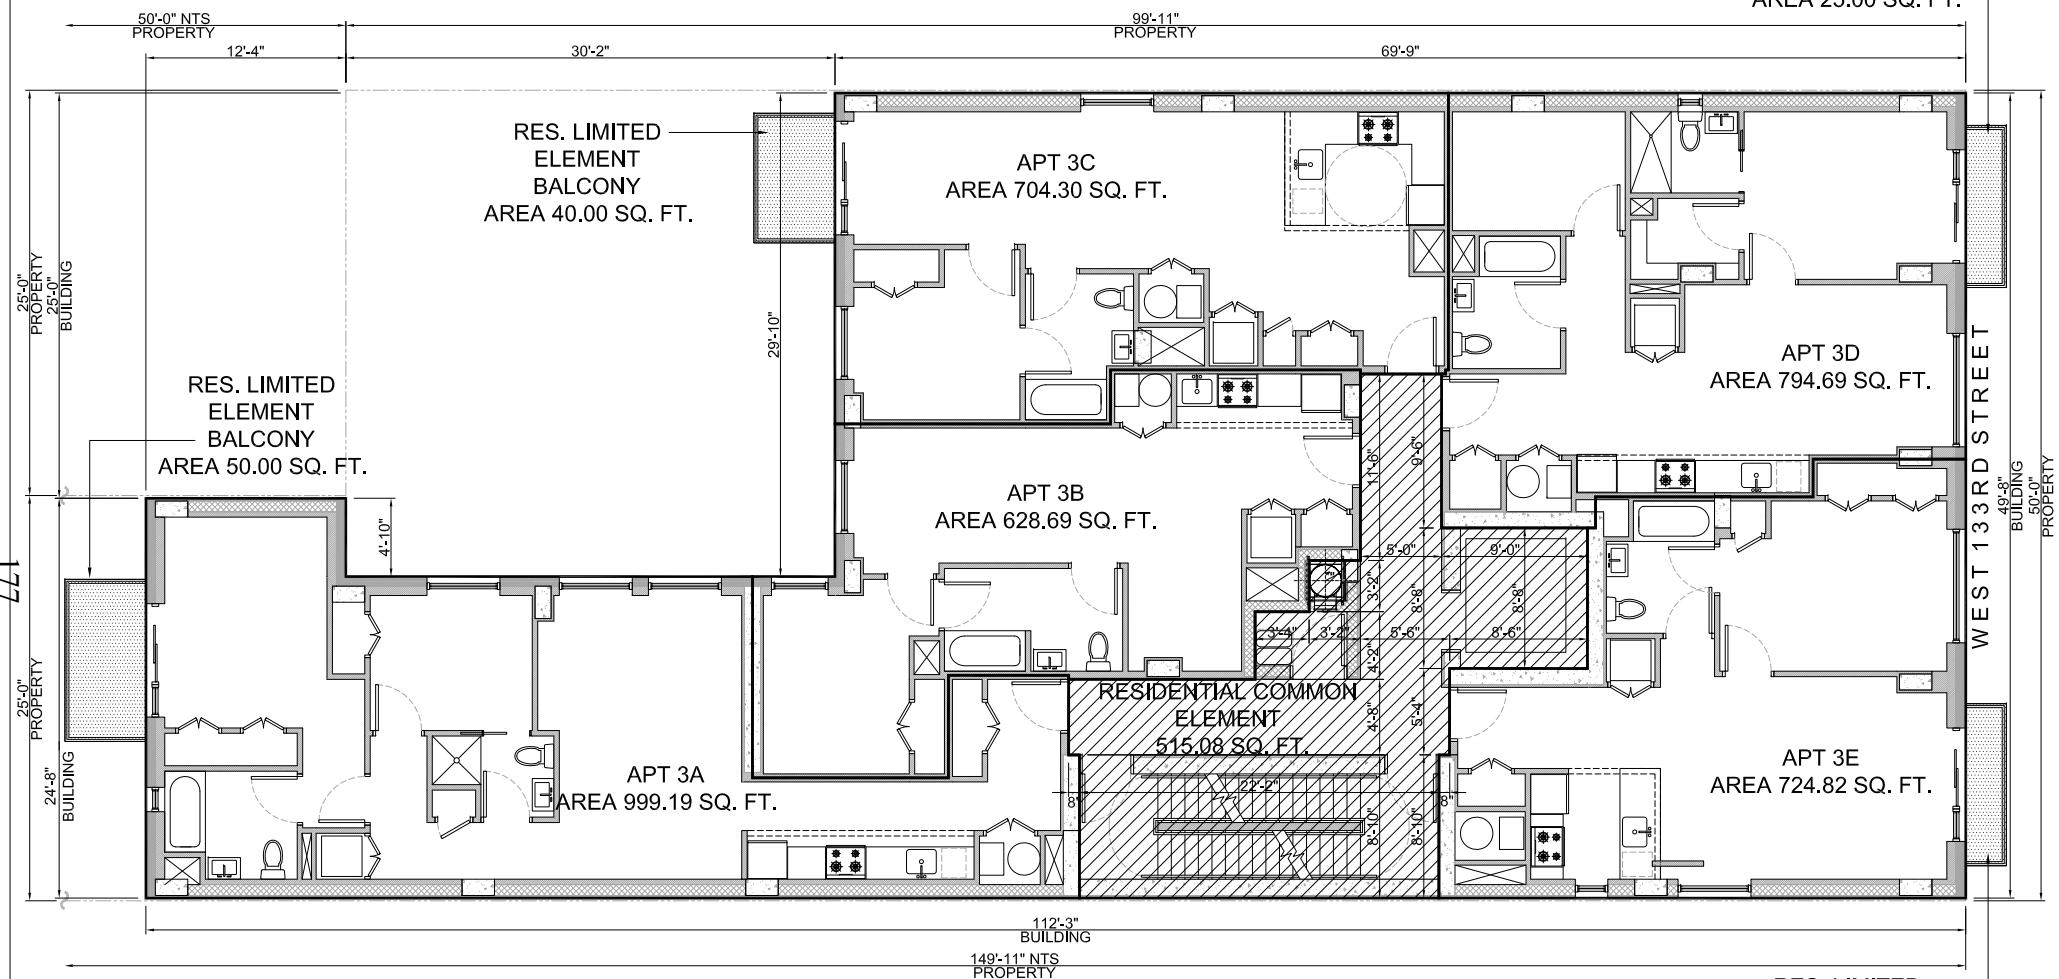 AREA 25.00 SQ. FT.
50'-0" NTS
PROPERTY
99'-11"
PROPERTY
12'-4"
30'-2"
69'-9"
RES. LIMITED
ELEMENT
BALCONY
AREA 40.00 SQ. FT.
APT 3C
AREA 704.30 SQ. FT.
25'-0"
PROPERTY
25'-0"
BUILDING
29'-10"
APT 3D
AREA 794.69 SQ. FT.
RES. LIMITED
ELEMENT
BALCONY
AREA 50.00 SQ. FT.
WEST 133RD STREET
49'-8"
BUILDING
50'-0"
PROPERTY
11'-6"
9'-6"
APT 3B
AREA 628.69 SQ. FT.
4'-10"
177
5'-0"
9'-0"
3'-2"
8'-8"
8'-8"
3'-4"
3'-2"
5'-6"
8'-6"
4'-2"
25'-0"
PROPERTY
24'-8"
BUILDING
RESIDENTIAL COMMON
ELEMENT
515.08 SQ. FT.
4'-8"
5'-4"
APT 3A
AREA 999.19 SQ. FT.
APT 3E
AREA 724.82 SQ. FT.
8"
22'-2"
8"
8'-10"
8'-10"
112'-3"
BUILDING
149'-11" NTS
PROPERTY
RES. LIMITED